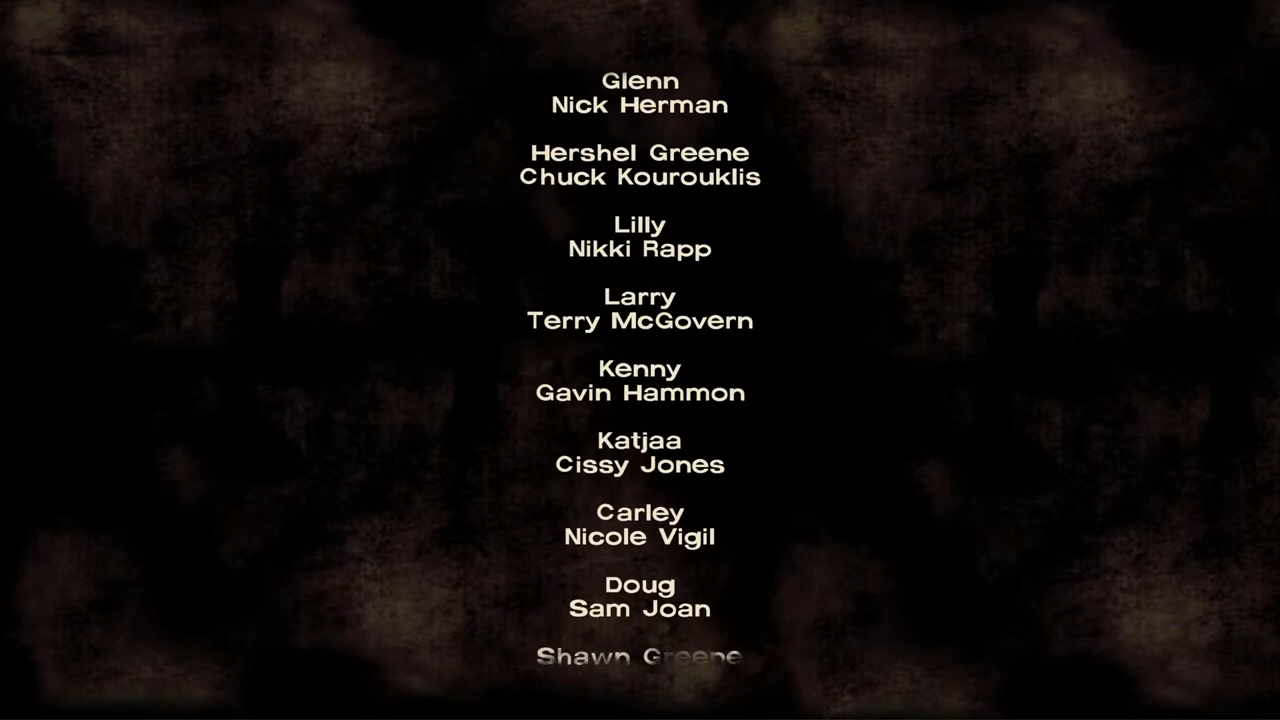 Glenn
Nick Herman
Hershel Greene
Chuck Kourouklis
Lilly
Nikki Rapp
Larry
Terry McGovern
Kenny
Gavin Hammon
Katjaa
Cissy Jones
Carley
Nicole Vigil
Doug
Sam Joan
Shawn Greene